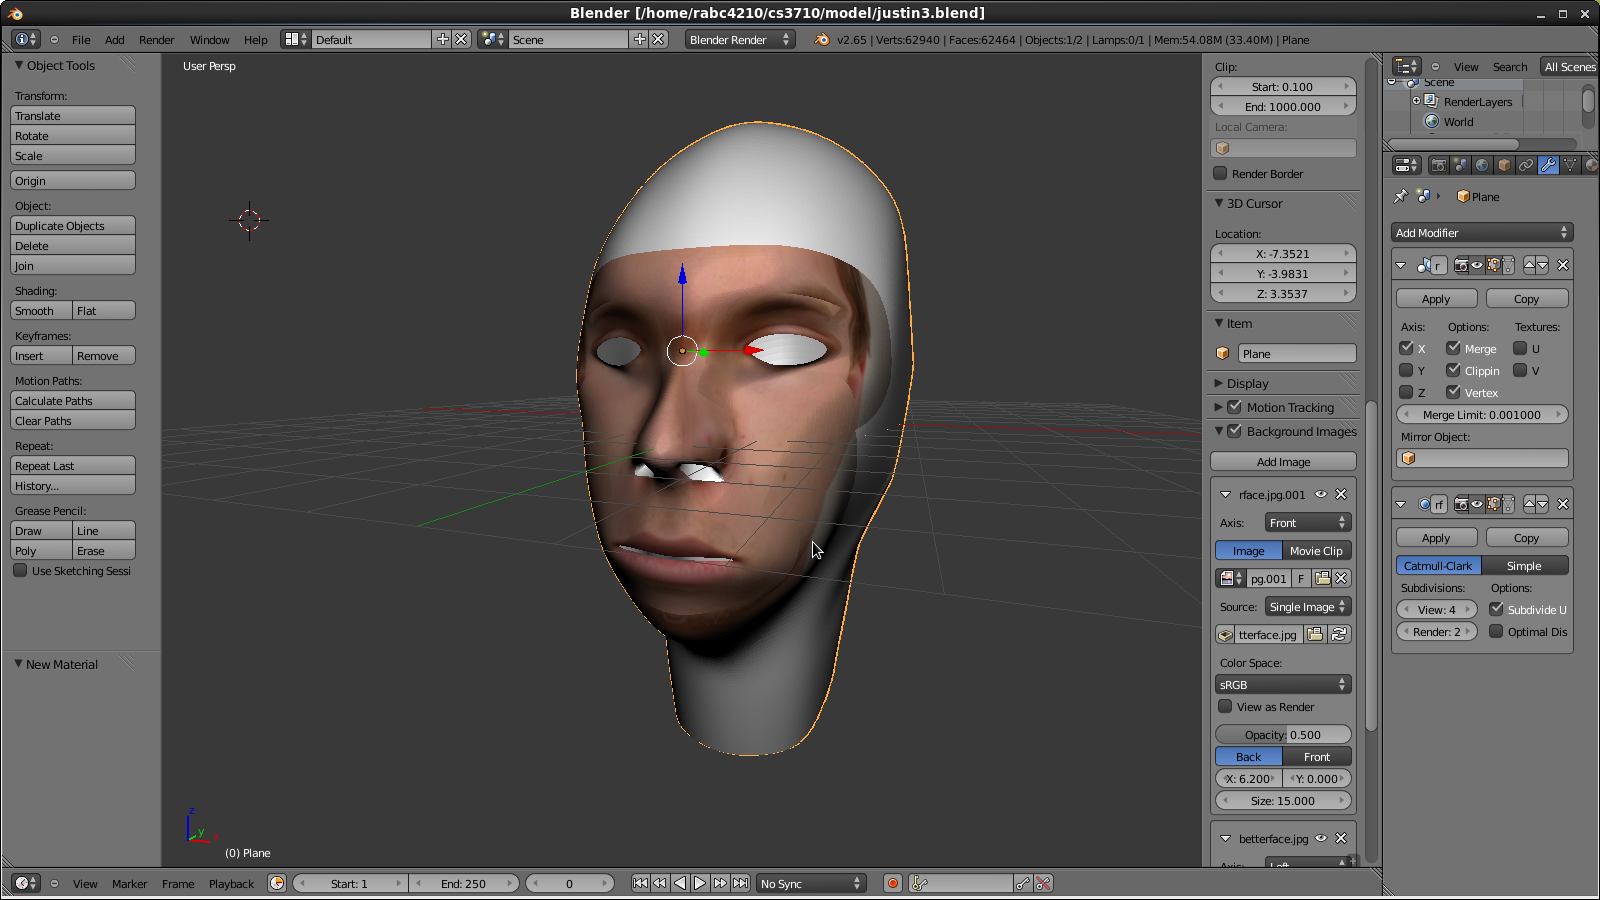 Blender [/home/rabc4210/cs3710/model/justin3.blend]
File Add Render Window Help Default Scene Blender Render v2.65 | Verts:62940 | Faces:62464 | Objects:1/2 | Lamps:0/1 | Mem:54.08M (33.40M) | Plane
Object Tools
Transform:
Translate
Rotate
Scale
Origin
Object:
Duplicate Objects
Delete
Join
Shading:
Smooth Flat
Keyframes:
Insert Remove
Motion Paths:
Calculate Paths
Clear Paths
Repeat:
Repeat Last
History...
Grease Pencil:
Draw Line
Poly Erase
Use Sketching Sessi
New Material
User Persp
z
y
x
(0) Plane
Clip:
Start: 0.100
End: 1000.000
Local Camera:
Render Border
3D Cursor
Location:
X: -7.3521
Y: -3.9831
Z: 3.3537
Item
Plane
Display
Motion Tracking
Background Images
Add Image
rface.jpg.001
Axis: Front
Image Movie Clip
pg.001 F
Source: Single Image
tterface.jpg
Color Space:
sRGB
View as Render
Opacity: 0.500
Back Front
X: 6.200 Y: 0.000
Size: 15.000
betterface.jpg
Axis: Left
View Search All Scenes
Scene
RenderLayers
World
Plane
Add Modifier
r
Apply Copy
Axis: Options: Textures:
X Merge U
Y Clippin V
Z Vertex
Merge Limit: 0.001000
Mirror Object:
rf
Apply Copy
Catmull-Clark Simple
Subdivisions: Options:
View: 4 Subdivide U
Render: 2 Optimal Dis
View Marker Frame Playback Start: 1 End: 250 0 No Sync